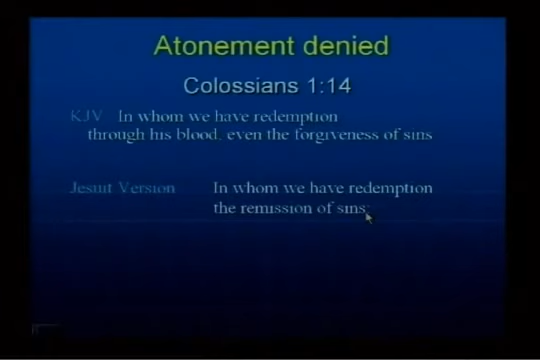 Atonement denied
Colossians 1:14
KJV In whom we have redemption
through his blood, even the forgiveness of sins
Jesuit Version In whom we have redemption
the remission of sins;